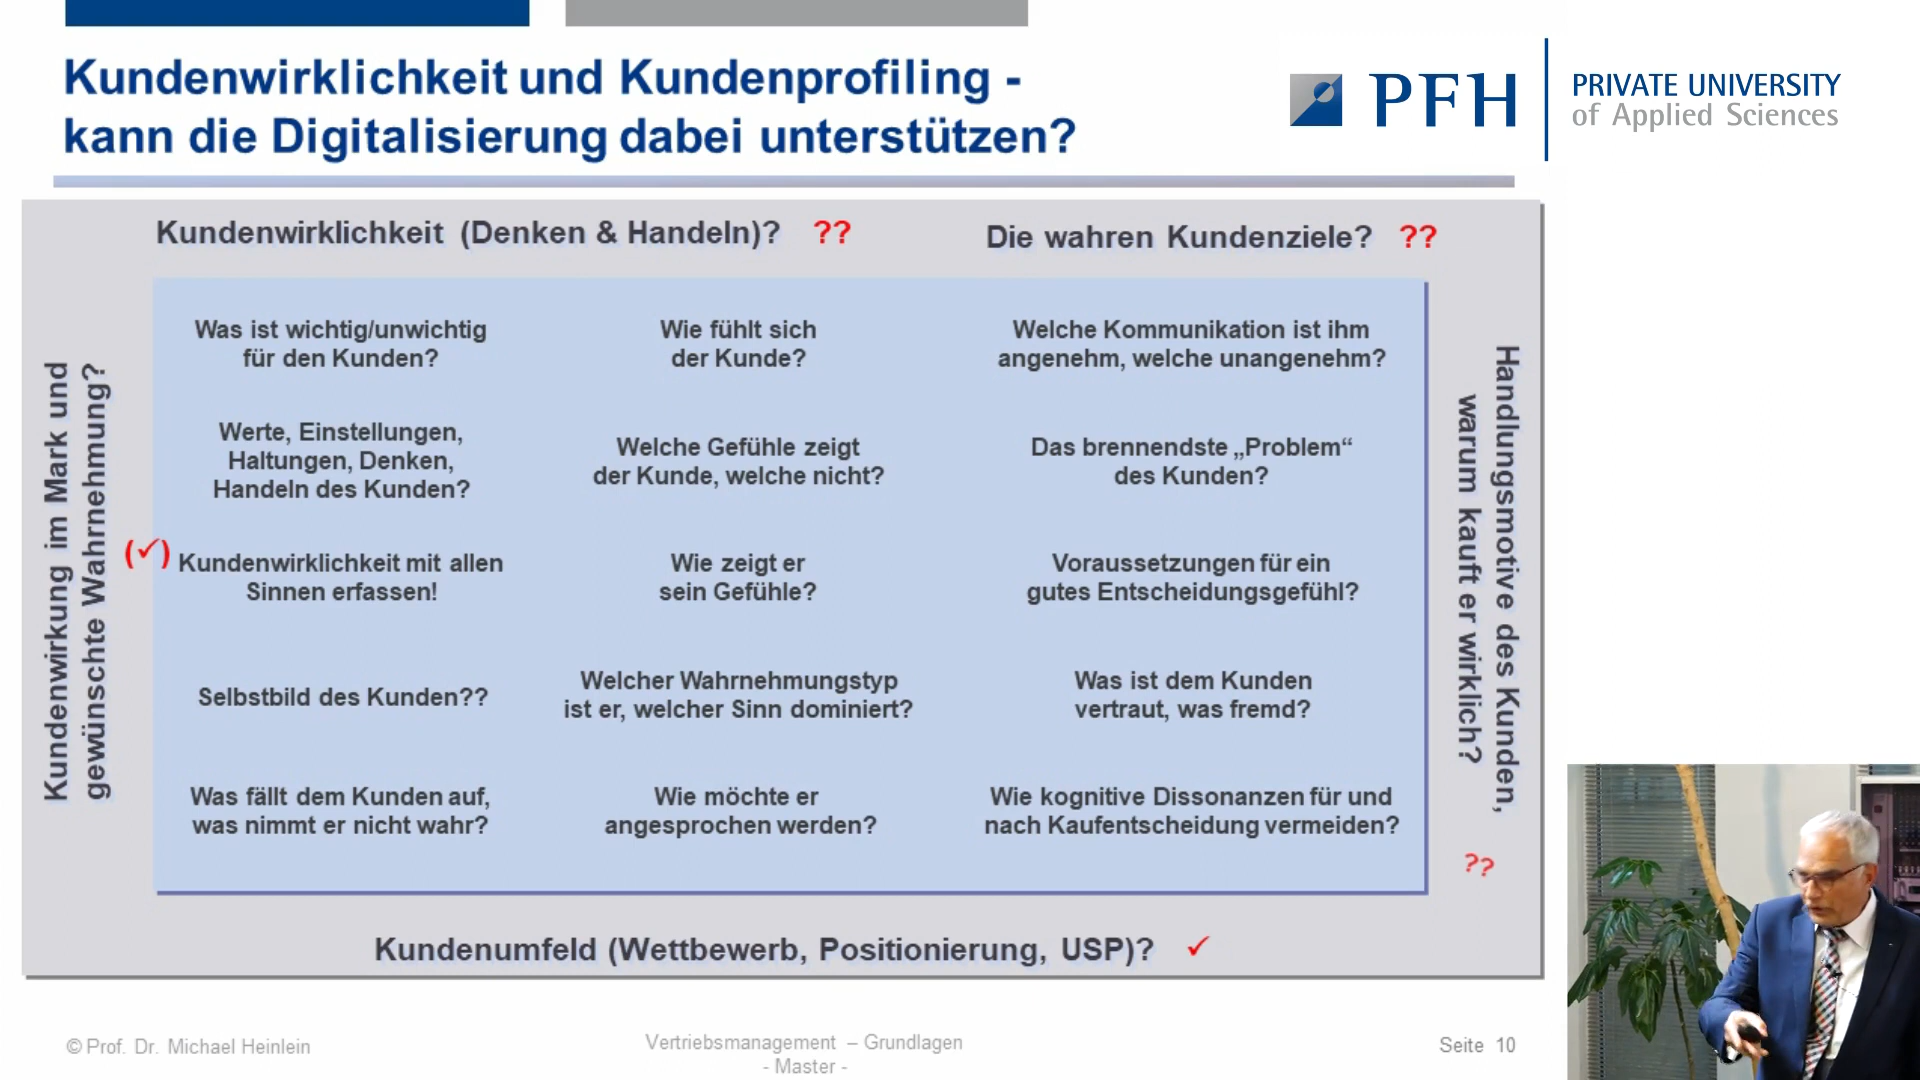 Kundenwirklichkeit und Kundenprofiling -
kann die Digitalisierung dabei unterstützen?
PFH
PRIVATE UNIVERSITY
of Applied Sciences
Kundenwirklichkeit (Denken & Handeln)? ??
Die wahren Kundenziele? ??
Kundenwirkung im Mark und
gewünschte Wahrnehmung?
(✓)
Was ist wichtig/unwichtig
für den Kunden?
Wie fühlt sich
der Kunde?
Welche Kommunikation ist ihm
angenehm, welche unangenehm?
Werte, Einstellungen,
Haltungen, Denken,
Handeln des Kunden?
Welche Gefühle zeigt
der Kunde, welche nicht?
Das brennendste „Problem“
des Kunden?
Kundenwirklichkeit mit allen
Sinnen erfassen!
Wie zeigt er
sein Gefühle?
Voraussetzungen für ein
gutes Entscheidungsgefühl?
Selbstbild des Kunden??
Welcher Wahrnehmungstyp
ist er, welcher Sinn dominiert?
Was ist dem Kunden
vertraut, was fremd?
Was fällt dem Kunden auf,
was nimmt er nicht wahr?
Wie möchte er
angesprochen werden?
Wie kognitive Dissonanzen für und
nach Kaufentscheidung vermeiden?
Handlungsmotive des Kunden,
warum kauft er wirklich?
??
Kundenumfeld (Wettbewerb, Positionierung, USP)? ✓
© Prof. Dr. Michael Heinlein
Vertriebsmanagement – Grundlagen
- Master -
Seite 10